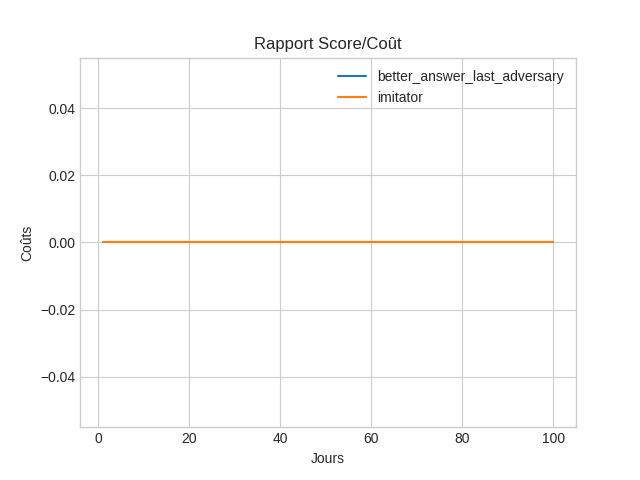 Rapport Score/Coût
better_answer_last_adversary
imitator
0.04
0.02
0.00
−0.02
−0.04
Coûts
0 20 40 60 80 100
Jours